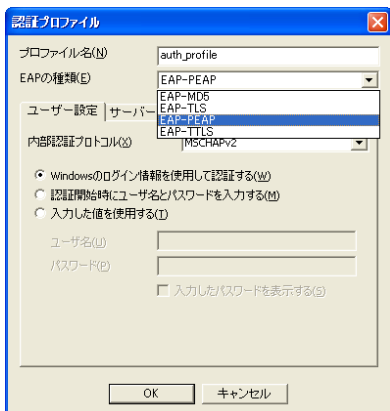 認証プロファイル
プロファイル名(N) auth_profile
EAPの種類(E) EAP-PEAP
EAP-MD5
EAP-TLS
EAP-PEAP
EAP-TTLS
ユーザー設定 サーバー
内部認証プロトコル(X) MSCHAPv2
Windowsのログイン情報を使用して認証する(W)
認証開始時にユーザ名とパスワードを入力する(M)
入力した値を使用する(T)
ユーザ名(U)
パスワード(P)
入力したパスワードを表示する(S)
OK キャンセル